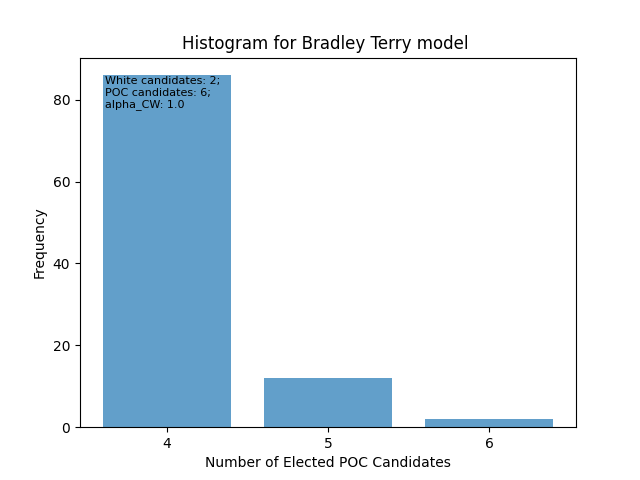 Histogram for Bradley Terry model
White candidates: 2;
POC candidates: 6;
alpha_CW: 1.0
80
60
40
20
0
Frequency
4 5 6
Number of Elected POC Candidates